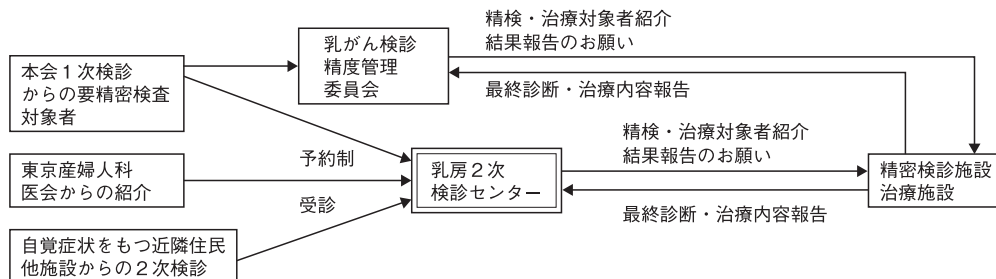 本会１次検診
からの要精密検査
対象者
東京産婦人科
医会からの紹介
自覚症状をもつ近隣住民
他施設からの２次検診
乳がん検診
精度管理
委員会
予約制
受診
乳房２次
検診センター
精検・治療対象者紹介
結果報告のお願い
最終診断・治療内容報告
精検・治療対象者紹介
結果報告のお願い
最終診断・治療内容報告
精密検診施設
治療施設